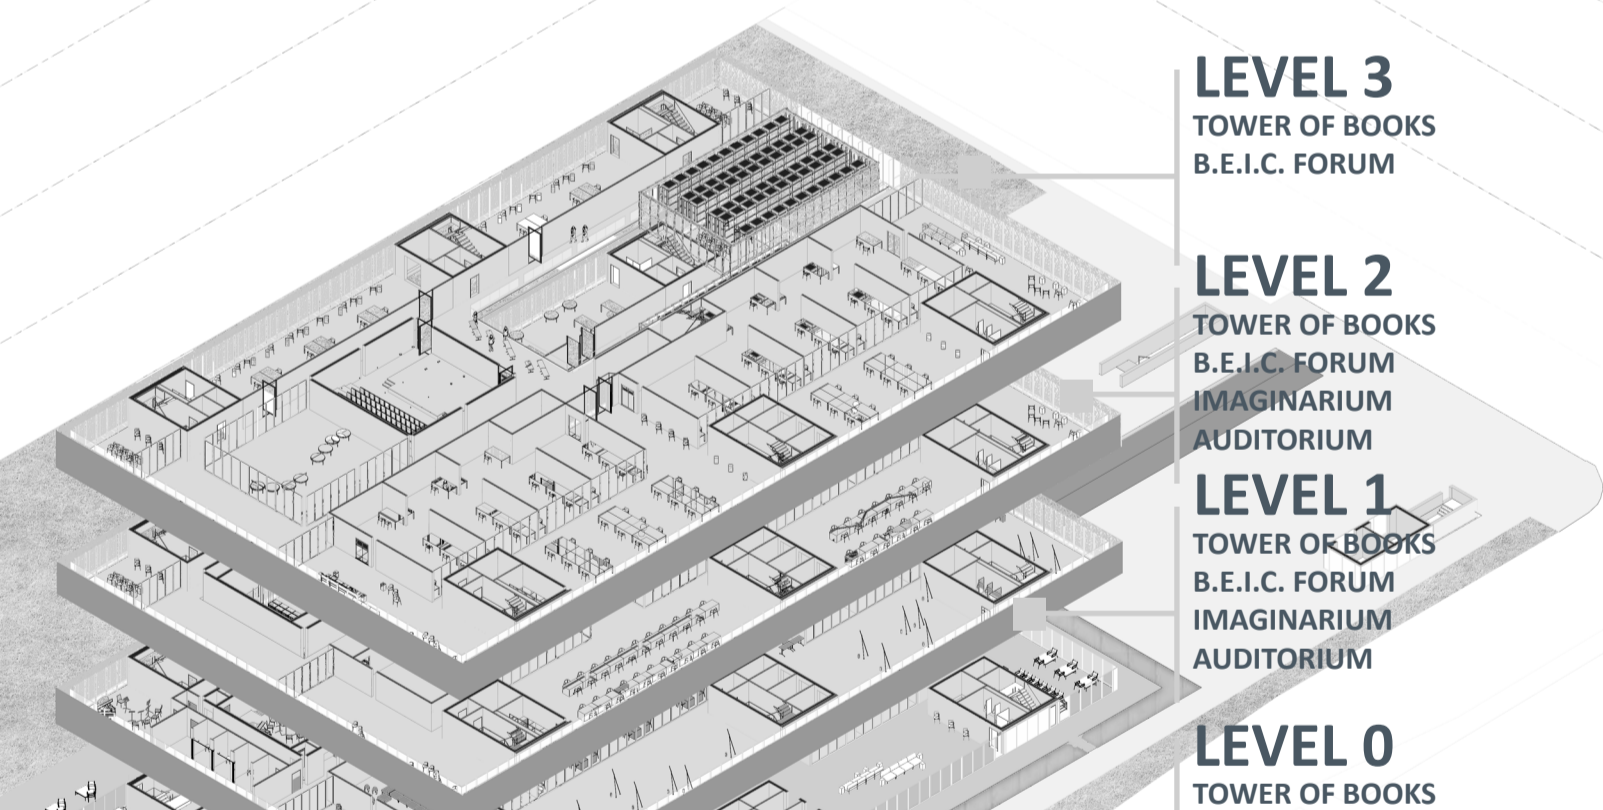 LEVEL 3
TOWER OF BOOKS
B.E.I.C. FORUM
LEVEL 2
TOWER OF BOOKS
B.E.I.C. FORUM
IMAGINARIUM
AUDITORIUM
LEVEL 1
TOWER OF BOOKS
B.E.I.C. FORUM
IMAGINARIUM
AUDITORIUM
LEVEL 0
TOWER OF BOOKS